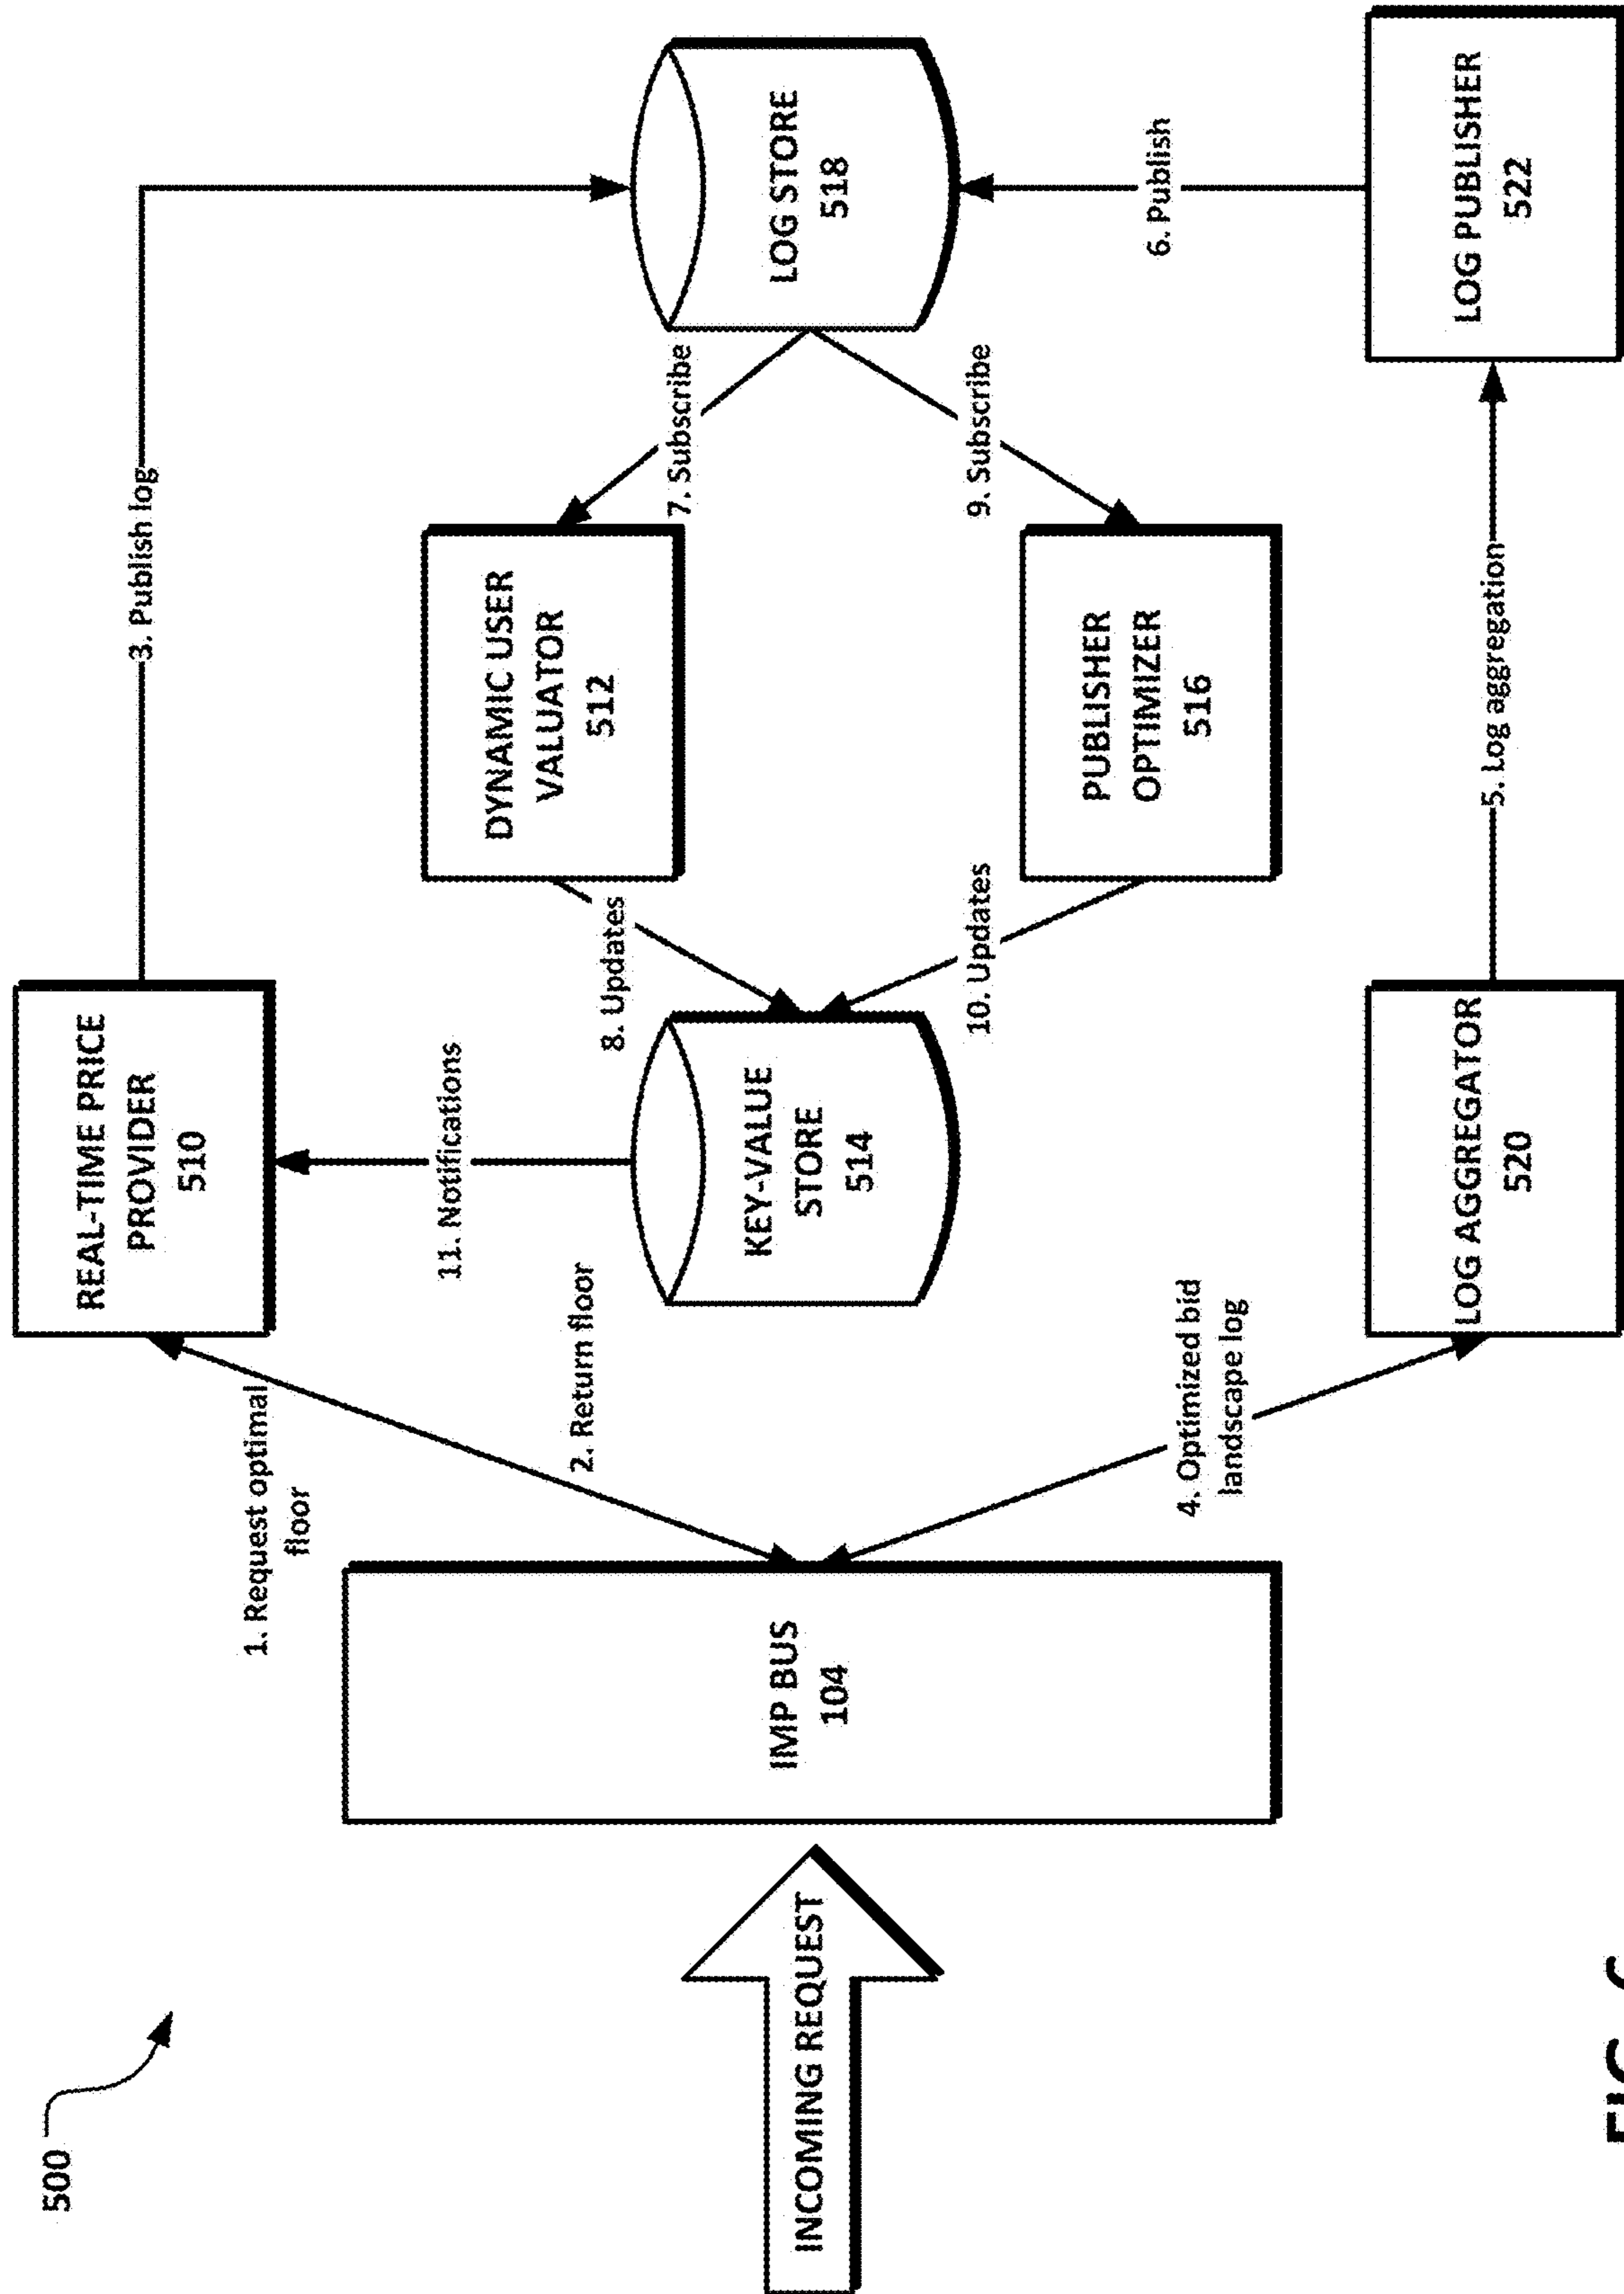 500
INCOMING REQUEST
IMP BUS
104
1. Request optimal
floor
2. Return floor
REAL-TIME PRICE
PROVIDER
510
3. Publish log
11. Notifications
KEY-VALUE
STORE
514
8. Updates
DYNAMIC USER
VALUATOR
512
7. Subscribe
LOG STORE
518
9. Subscribe
PUBLISHER
OPTIMIZER
516
10. Updates
4. Optimized bid
landscape log
LOG AGGREGATOR
520
5. Log aggregation
LOG PUBLISHER
522
6. Publish